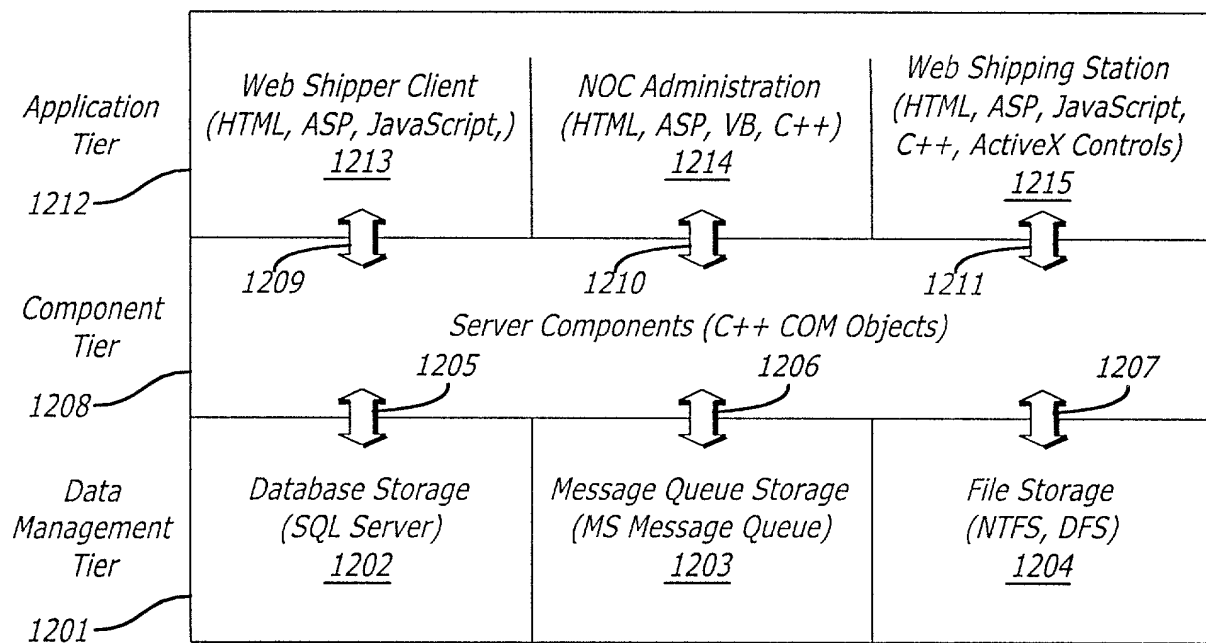 Application
Tier
1212
Web Shipper Client
(HTML, ASP, JavaScript,)
1213
NOC Administration
(HTML, ASP, VB, C++)
1214
Web Shipping Station
(HTML, ASP, JavaScript,
C++, ActiveX Controls)
1215
1209
1210
1211
Component
Tier
1208
Server Components (C++ COM Objects)
1205
1206
1207
Data
Management
Tier
1201
Database Storage
(SQL Server)
1202
Message Queue Storage
(MS Message Queue)
1203
File Storage
(NTFS, DFS)
1204